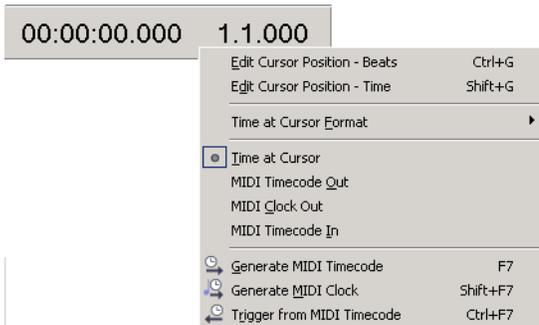 00:00:00.000 1.1.000
Edit Cursor Position - Beats Ctrl+G
Edit Cursor Position - Time Shift+G
Time at Cursor Format
Time at Cursor
MIDI Timecode Out
MIDI Clock Out
MIDI Timecode In
Generate MIDI Timecode F7
Generate MIDI Clock Shift+F7
Trigger from MIDI Timecode Ctrl+F7